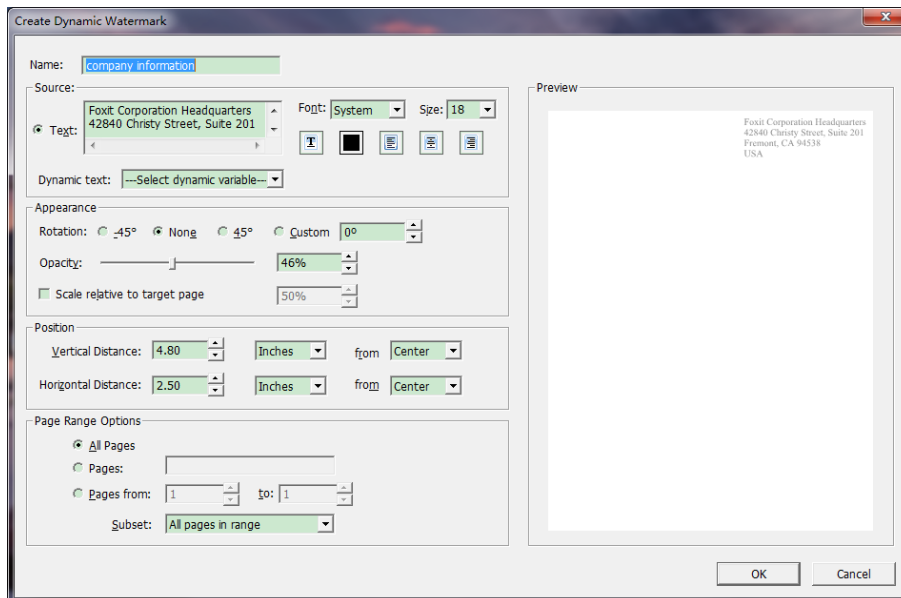 Create Dynamic Watermark
Name: company information
Source:
Text: Foxit Corporation Headquarters
42840 Christy Street, Suite 201
Font: System Size: 18
T
Dynamic text: ---Select dynamic variable---
Appearance
Rotation: -45° None 45° Custom 0°
Opacity: 46%
Scale relative to target page 50%
Position
Vertical Distance: 4.80 Inches from Center
Horizontal Distance: 2.50 Inches from Center
Page Range Options
All Pages
Pages:
Pages from: 1 to: 1
Subset: All pages in range
Preview
Foxit Corporation Headquarters
42840 Christy Street, Suite 201
Fremont, CA 94538
USA
OK Cancel